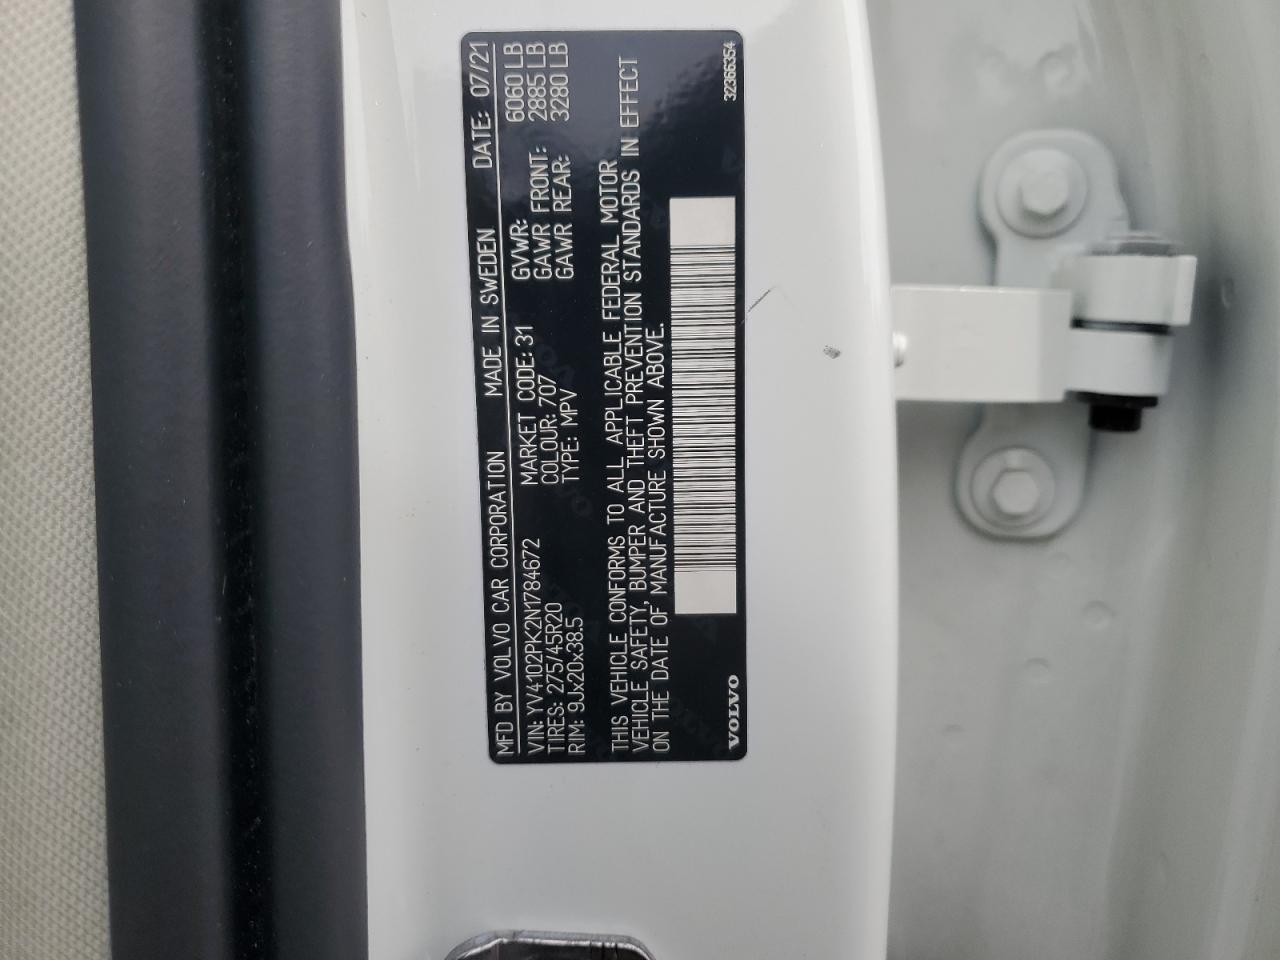 MFD BY VOLVO CAR CORPORATION MADE IN SWEDEN DATE: 07/21
VIN: YV4102PK2N1784672 MARKET CODE: 31 GVWR: 6060 LB
TIRES: 275/45R20 COLOUR: 707 GAWR FRONT: 2885 LB
RIM: 9Jx20x38.5 TYPE: MPV GAWR REAR: 3280 LB
THIS VEHICLE CONFORMS TO ALL APPLICABLE FEDERAL MOTOR
VEHICLE SAFETY, BUMPER AND THEFT PREVENTION STANDARDS IN EFFECT
ON THE DATE OF MANUFACTURE SHOWN ABOVE.
VOLVO 32366354